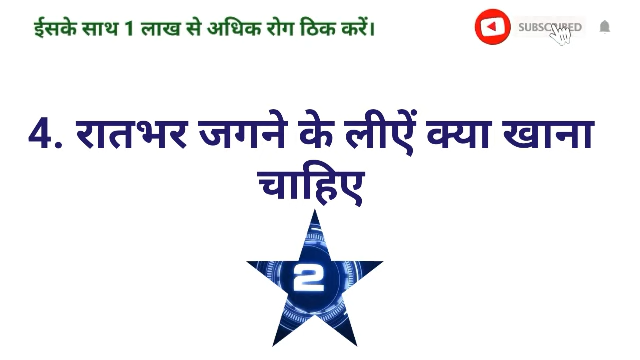 ईसके साथ 1 लाख से अधिक रोग ठिक करें।
SUBSCRIBED
4. रातभर जगने के लीऐं क्या खाना
चाहिए
2